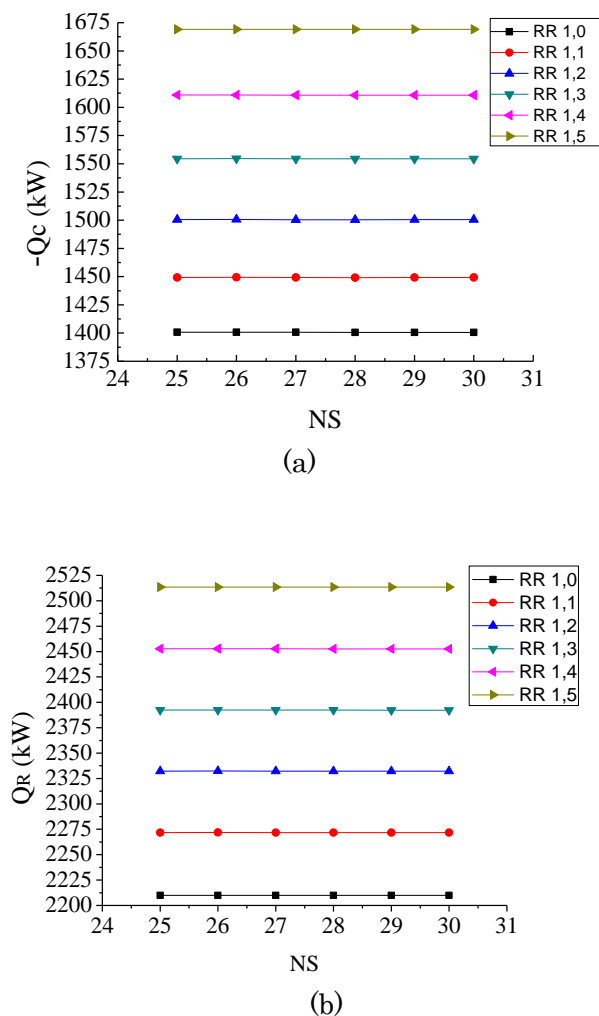 1675
1650
1625
1600
1575
1550
1525
1500
1475
1450
1425
1400
1375
-Qc (kW)
24 25 26 27 28 29 30 31
NS
RR 1,0
RR 1,1
RR 1,2
RR 1,3
RR 1,4
RR 1,5
(a)
2525
2500
2475
2450
2425
2400
2375
2350
2325
2300
2275
2250
2225
2200
QR (kW)
24 25 26 27 28 29 30 31
NS
RR 1,0
RR 1,1
RR 1,2
RR 1,3
RR 1,4
RR 1,5
(b)